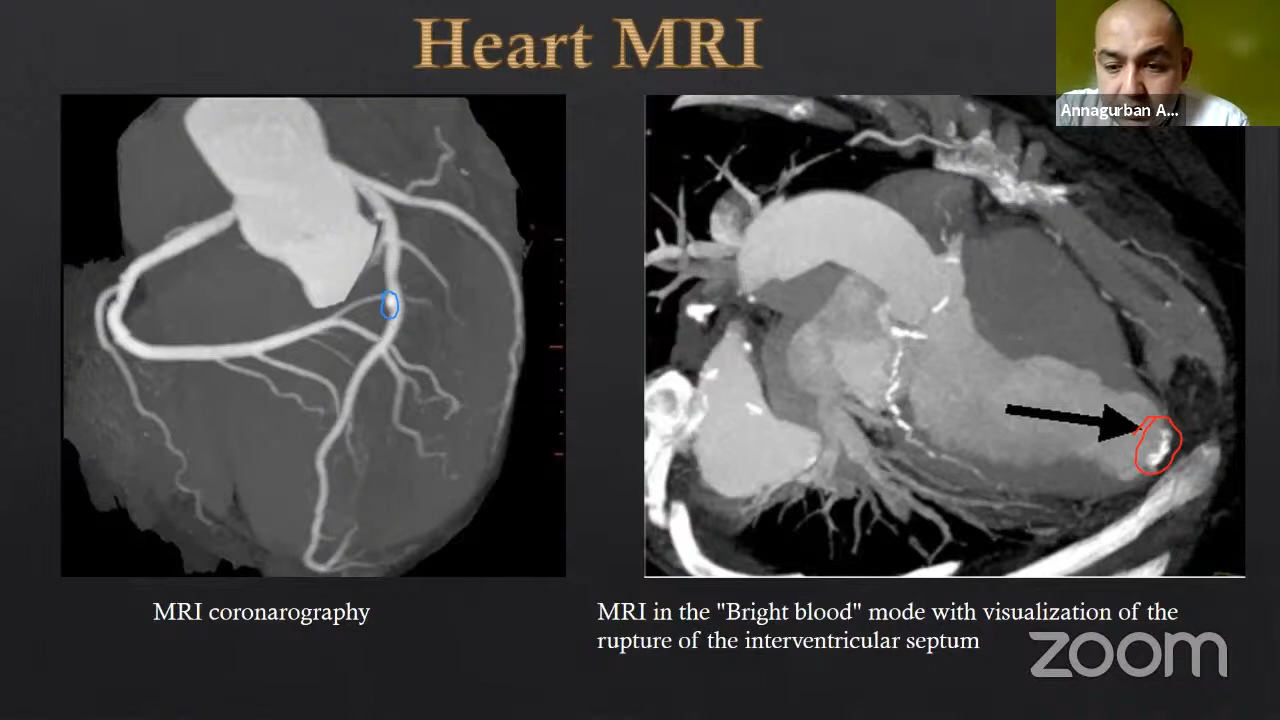 Heart MRI
Annagurban A...
MRI coronarography
MRI in the "Bright blood" mode with visualization of the
rupture of the interventricular septum
zoom